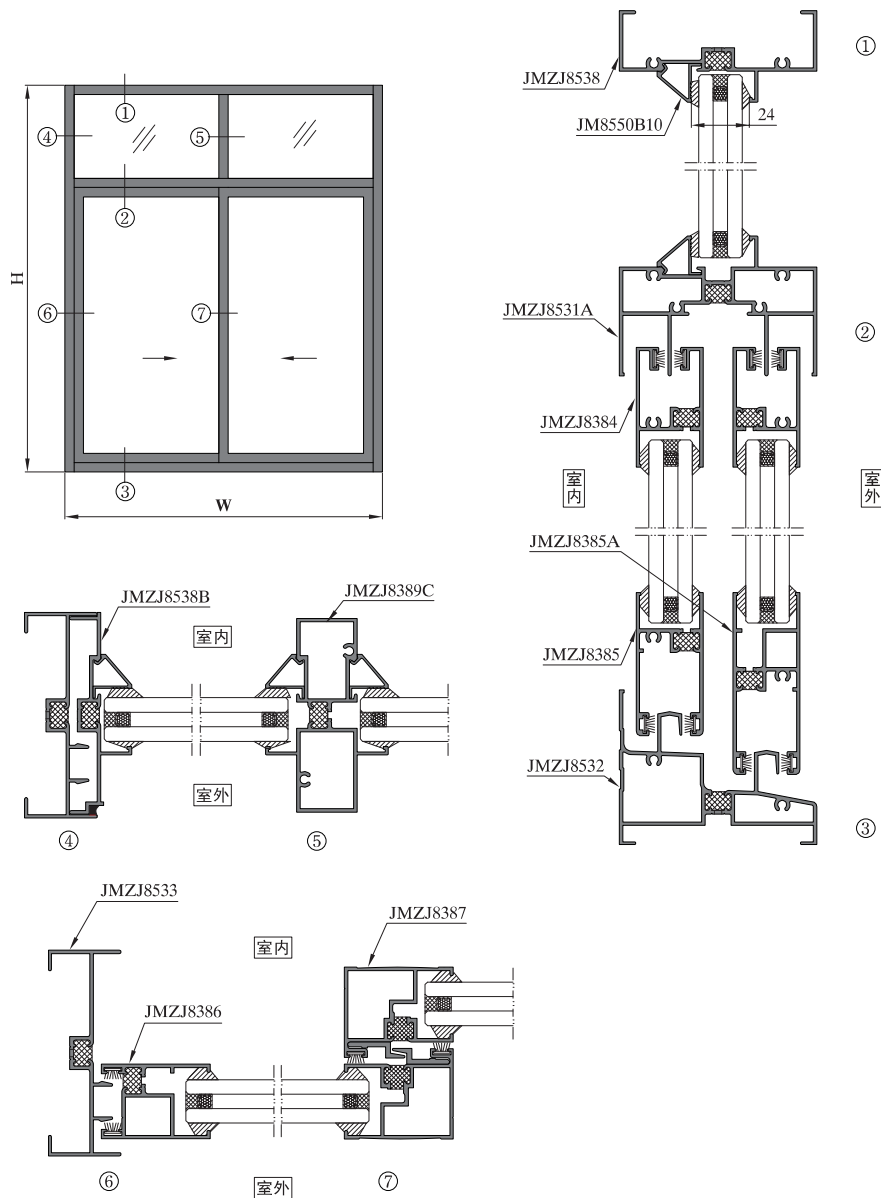 ①
④
⑤
②
H
⑥
⑦
③
W
①
JMZJ8538
JM8550B10
24
JMZJ8531A
②
JMZJ8384
室内
室外
JMZJ8385A
JMZJ8385
JMZJ8532
③
JMZJ8538B
室内
JMZJ8389C
室外
④
⑤
JMZJ8533
室内
JMZJ8387
JMZJ8386
⑥
室外
⑦